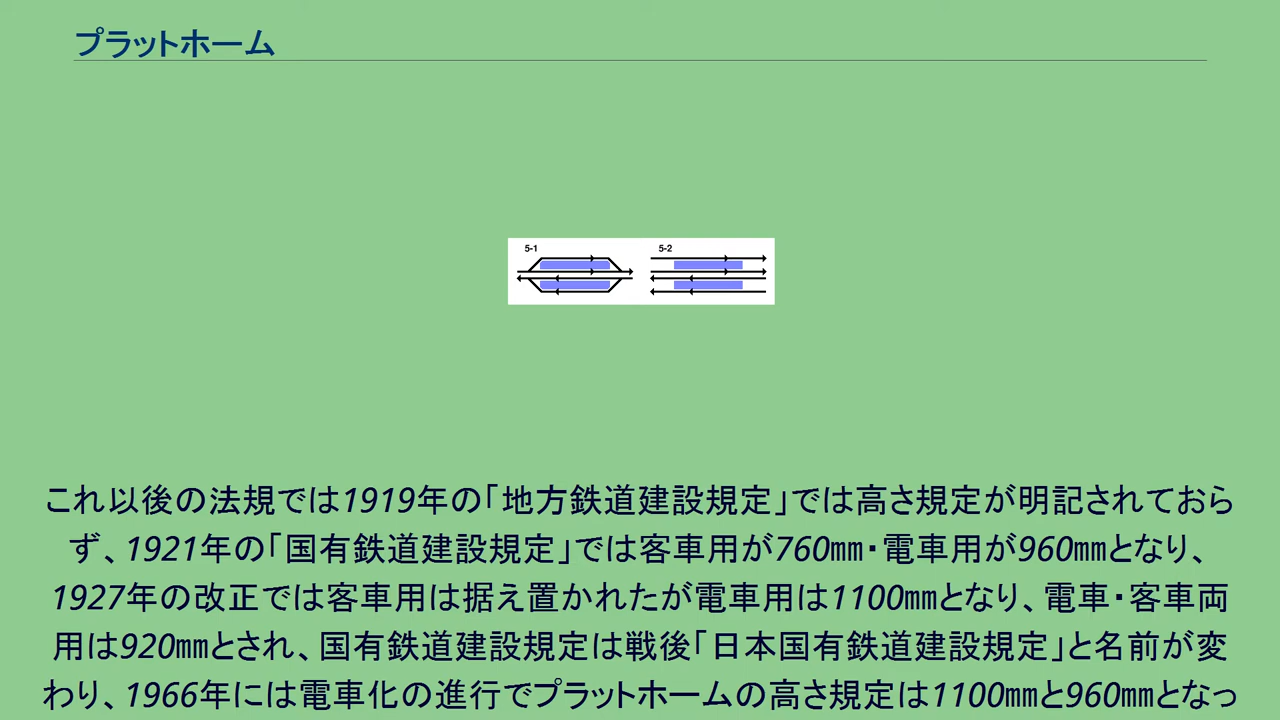 プラットホーム
5-1 5-2
これ以後の法規では1919年の「地方鉄道建設規定」では高さ規定が明記されておら
ず、1921年の「国有鉄道建設規定」では客車用が760㎜・電車用が960㎜となり、
1927年の改正では客車用は据え置かれたが電車用は1100㎜となり、電車・客車両
用は920㎜とされ、国有鉄道建設規定は戦後「日本国有鉄道建設規定」と名前が変
わり、1966年には電車化の進行でプラットホームの高さ規定は1100㎜と960㎜となっ